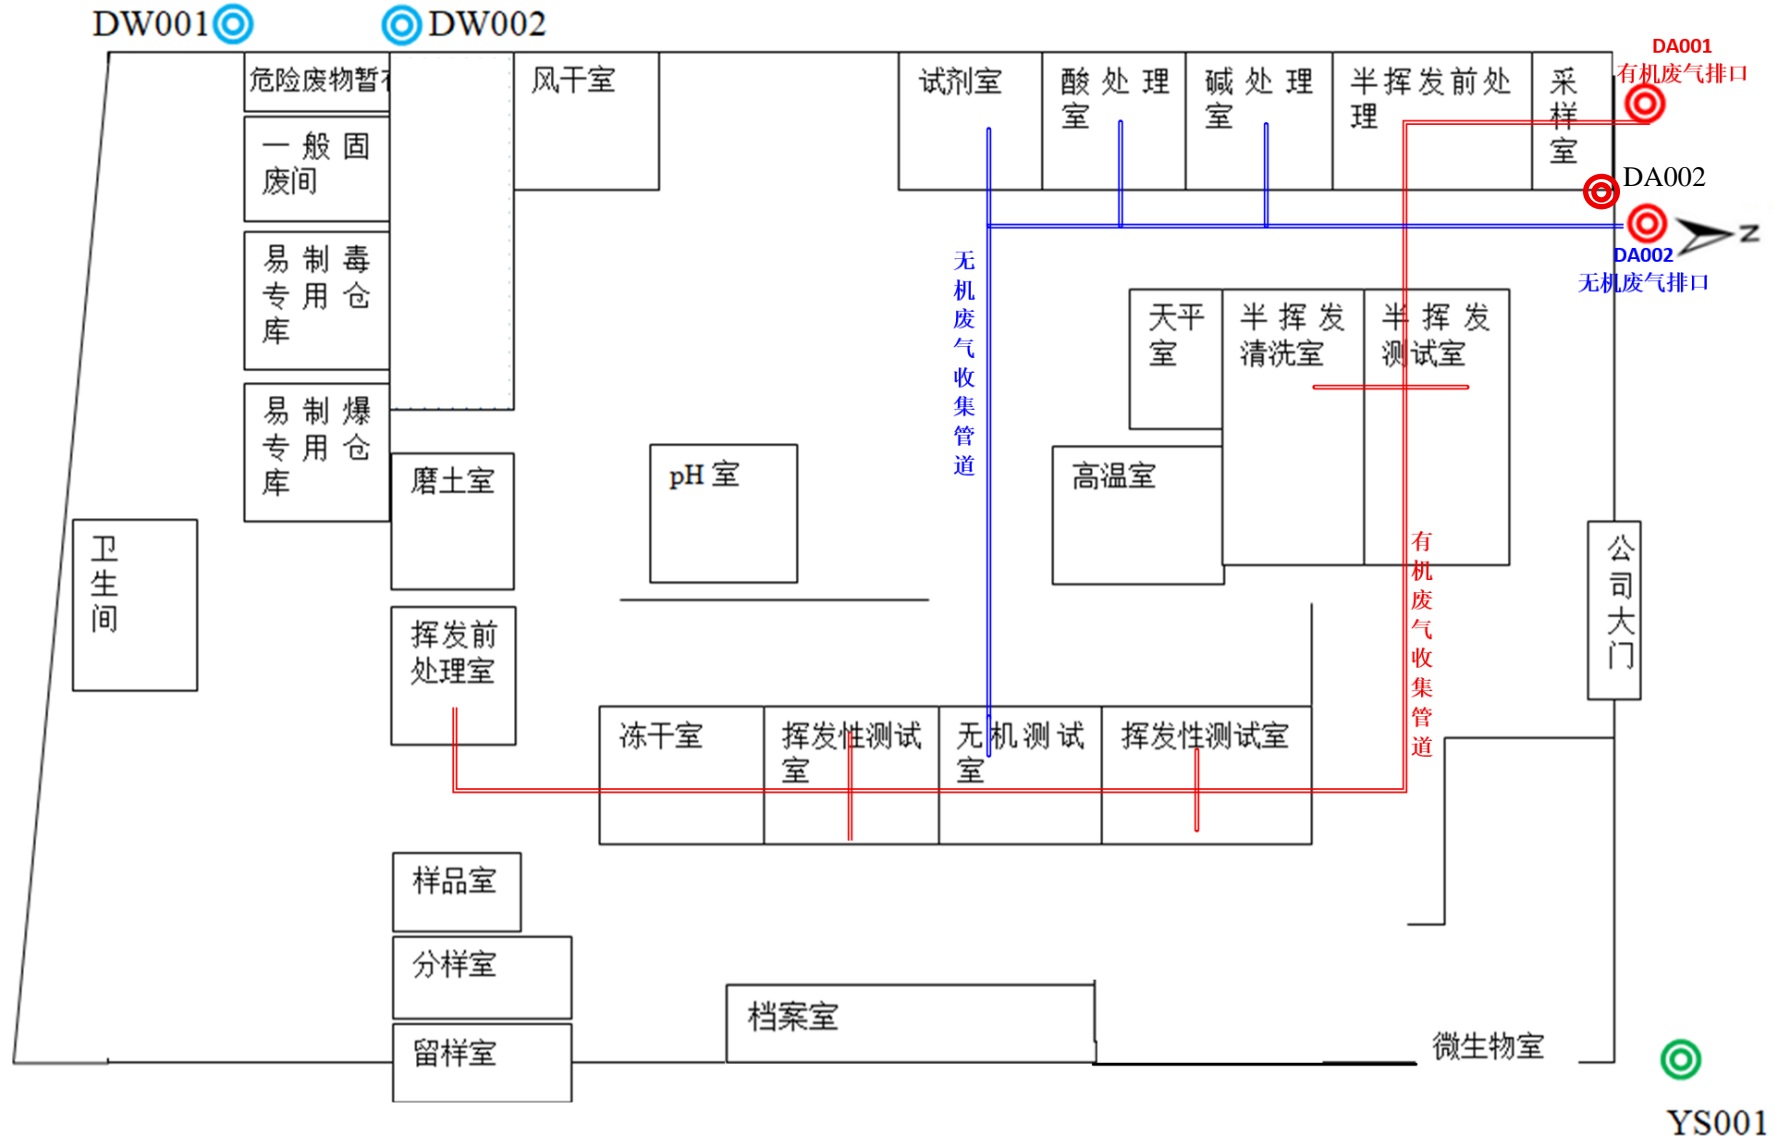 DW001
DW002
DA001
有机废气排口
危险废物暂存
风干室
试剂室
酸处理
室
碱处理
室
半挥发前处
理
采
样
室
一般固
废间
DA002
N
DA002
无机废气排口
易制毒
专用仓
库
无机废气收集管道
天平
室
半挥发
清洗室
半挥发
测试室
易制爆
专用仓
库
磨土室
pH 室
高温室
卫
生
间
有机废气收集管道
公
司
大
门
挥发前
处理室
冻干室
挥发性测试
室
无机测试
室
挥发性测试室
样品室
分样室
留样室
档案室
微生物室
YS001